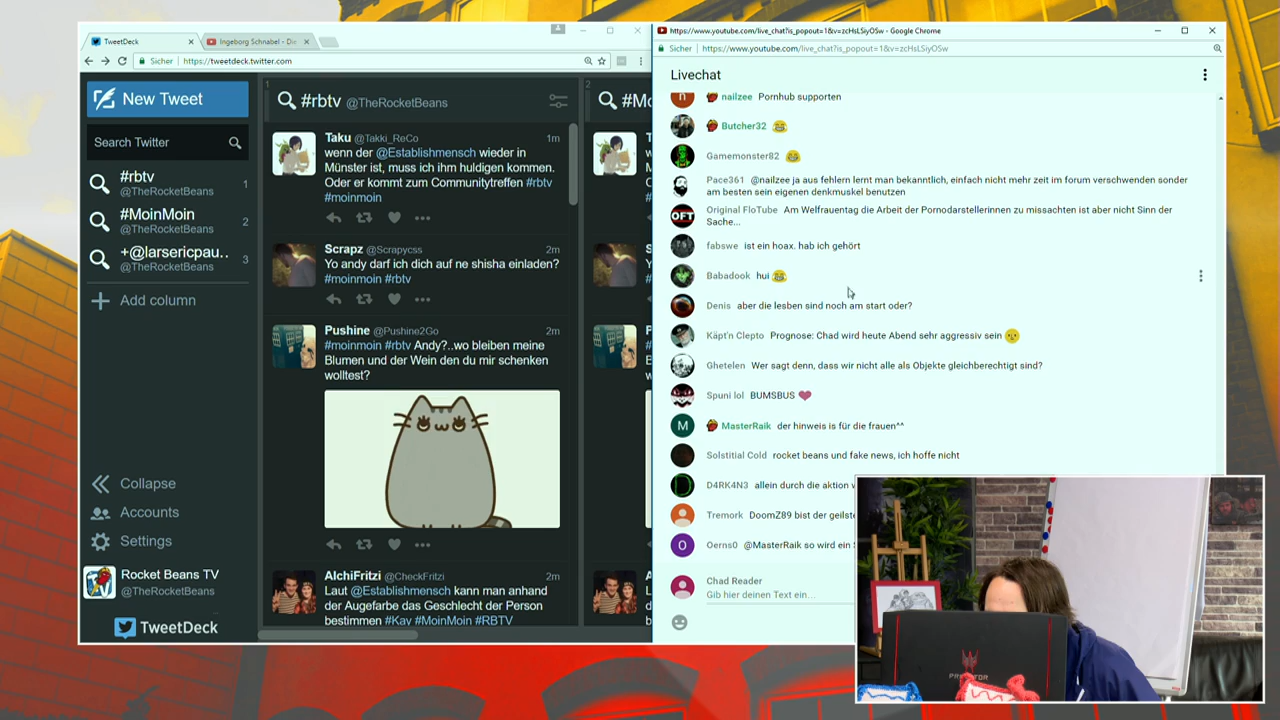 TweetDeck
Ingeborg Schnabel - Die
Sicher
https://tweetdeck.twitter.com
New Tweet
Search Twitter
#rbtv
@TheRocketBeans
1
#MoinMoin
@TheRocketBeans
2
+@larsericpau..
@TheRocketBeans
3
Add column
Collapse
Accounts
Settings
Rocket Beans TV
@TheRocketBeans
TweetDeck
1
#rbtv @TheRocketBeans
Taku @Takki_ReCo 1m
wenn der @Establishmensch wieder in
Münster ist, muss ich ihm huldigen kommen.
Oder er kommt zum Communitytreffen #rbtv
#moinmoin
Scrapz @Scrapycss 2m
Yo andy darf ich dich auf ne shisha einladen?
#moinmoin #rbtv
Pushine @Pushine2Go 2m
#moinmoin #rbtv Andy?..wo bleiben meine
Blumen und der Wein den du mir schenken
wolltest?
AlchiFritzi @CheckFritzi 2m
Laut @Establishmensch kann man anhand
der Augefarbe das Geschlecht der Person
bestimmen #Kay #MoinMoin #RBTV
2
#Mo
https://www.youtube.com/live_chat?is_popout=1&v=zcHsLSiyOSw - Google Chrome
Sicher
https://www.youtube.com/live_chat?is_popout=1&v=zcHsLSiyOSw
Livechat
n
nailzee Pornhub supporten
Butcher32
Gamemonster82
Pace361 @nailzee ja aus fehlern lernt man bekanntlich, einfach nicht mehr zeit im forum verschwenden sondern
am besten sein eigenen denkmuskel benutzen
OFT
Original FloTube Am Welfrauentag die Arbeit der Pornodarstellerinnen zu missachten ist aber nicht Sinn der
Sache...
fabswe ist ein hoax. hab ich gehört
Babadook hui
Denis aber die lesben sind noch am start oder?
Käpt'n Clepto Prognose: Chad wird heute Abend sehr aggressiv sein
Ghetelen Wer sagt denn, dass wir nicht alle als Objekte gleichberechtigt sind?
Spuni lol BUMSBUS
M
MasterRaik der hinweis is für die frauen^^
Solstitial Cold rocket beans und fake news, ich hoffe nicht
D
D4RK4N3 allein durch die aktion
Tremork DoomZ89 bist der geilste
O
Oerns0 @MasterRaik so wird ein
Chad Reader
Gib hier deinen Text ein...
PREDATOR